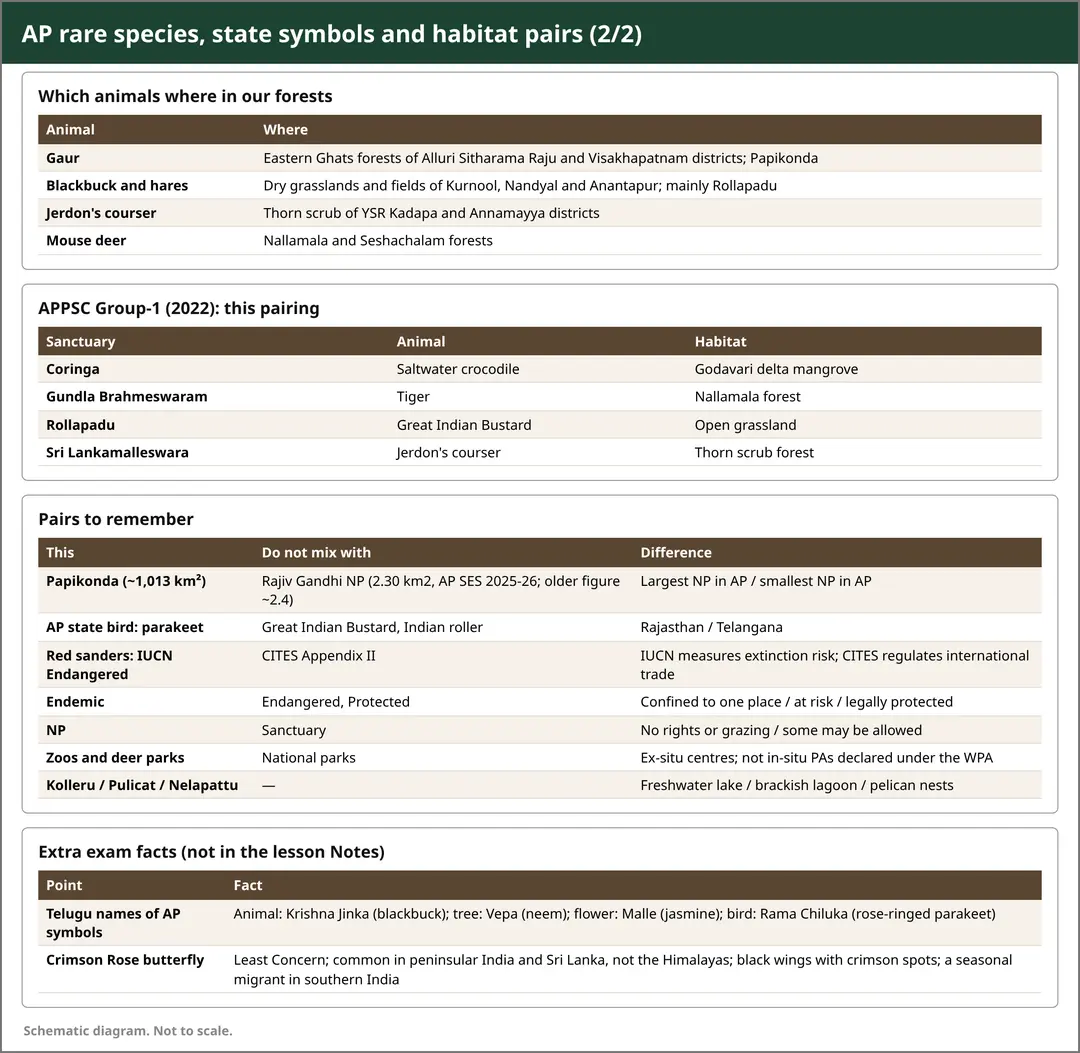 AP rare species, state symbols and habitat pairs (2/2)
Which animals where in our forests
Animal Where
Gaur Eastern Ghats forests of Alluri Sitharama Raju and Visakhapatnam districts; Papikonda
Blackbuck and hares Dry grasslands and fields of Kurnool, Nandyal and Anantapur; mainly Rollapadu
Jerdon's courser Thorn scrub of YSR Kadapa and Annamayya districts
Mouse deer Nallamala and Seshachalam forests
APPSC Group-1 (2022): this pairing
Sanctuary Animal Habitat
Coringa Saltwater crocodile Godavari delta mangrove
Gundla Brahmeswaram Tiger Nallamala forest
Rollapadu Great Indian Bustard Open grassland
Sri Lankamalleswara Jerdon's courser Thorn scrub forest
Pairs to remember
This Do not mix with Difference
Papikonda (~1,013 km²) Rajiv Gandhi NP (2.30 km2, AP SES 2025-26; older figure Largest NP in AP / smallest NP in AP
~2.4)
AP state bird: parakeet Great Indian Bustard, Indian roller Rajasthan / Telangana
Red sanders: IUCN CITES Appendix II IUCN measures extinction risk; CITES regulates international
Endangered trade
Endemic Endangered, Protected Confined to one place / at risk / legally protected
NP Sanctuary No rights or grazing / some may be allowed
Zoos and deer parks National parks Ex-situ centres; not in-situ PAs declared under the WPA
Kolleru / Pulicat / Nelapattu — Freshwater lake / brackish lagoon / pelican nests
Extra exam facts (not in the lesson Notes)
Point Fact
Telugu names of AP Animal: Krishna Jinka (blackbuck); tree: Vepa (neem); flower: Malle (jasmine); bird: Rama Chiluka (rose-ringed parakeet)
symbols
Crimson Rose butterfly Least Concern; common in peninsular India and Sri Lanka, not the Himalayas; black wings with crimson spots; a seasonal
migrant in southern India
Schematic diagram. Not to scale.